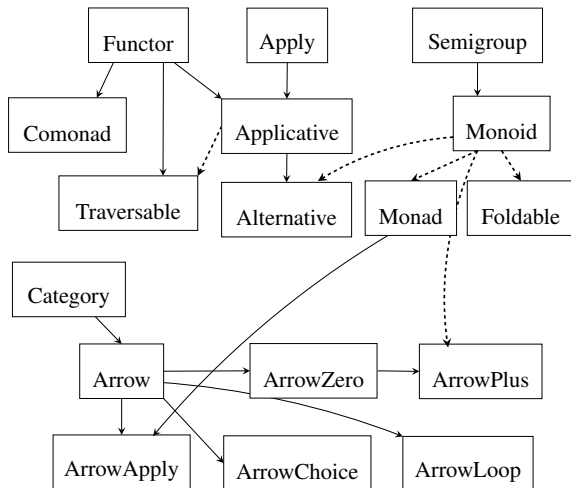 Functor
Apply
Semigroup
Comonad
Applicative
Monoid
Traversable
Alternative
Monad
Foldable
Category
Arrow
ArrowZero
ArrowPlus
ArrowApply
ArrowChoice
ArrowLoop